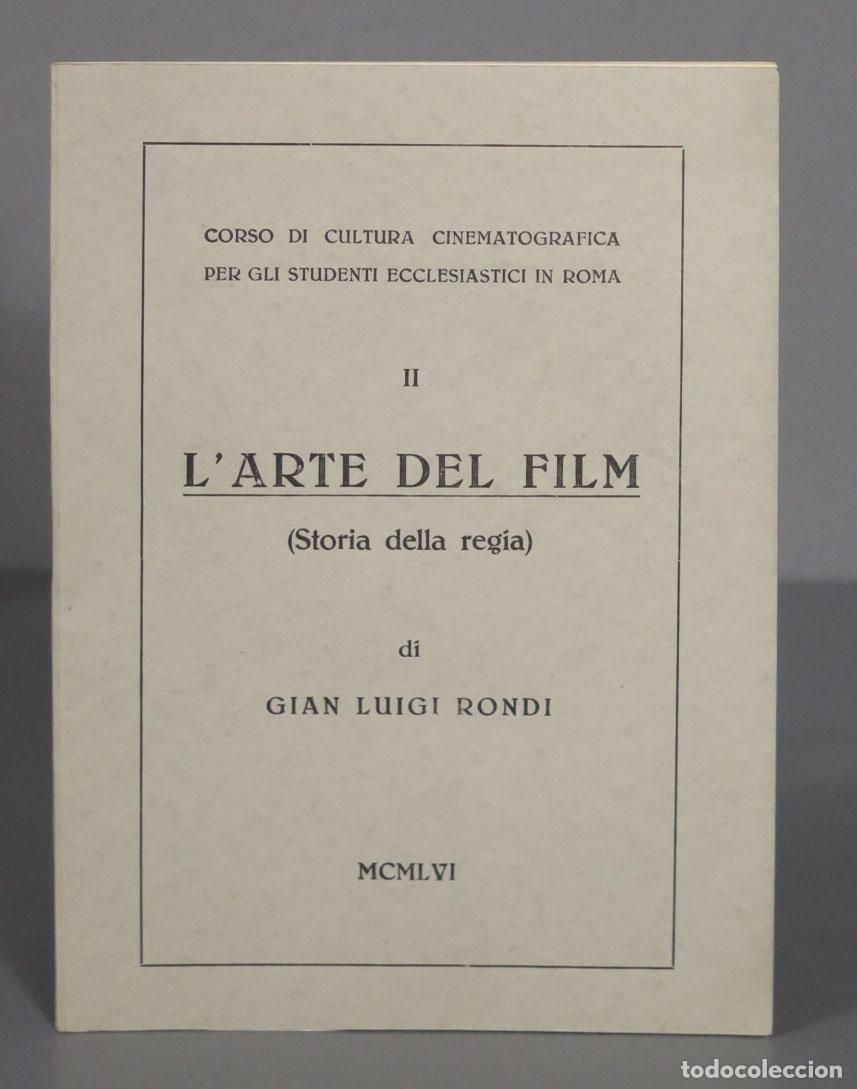 CORSO DI CULTURA CINEMATOGRAFICA
PER GLI STUDENTI ECCLESIASTICI IN ROMA
II
L'ARTE DEL FILM
(Storia della regia)
di
GIAN LUIGI RONDI
MCMLVI
todocoleccion